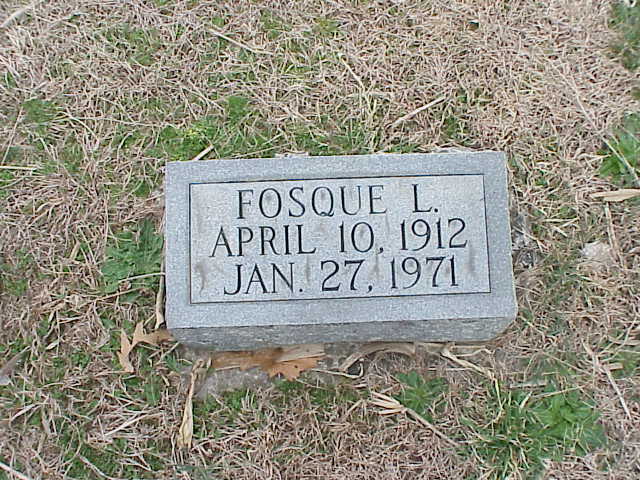 FOSQUE L.
APRIL 10, 1912
JAN. 27, 1971